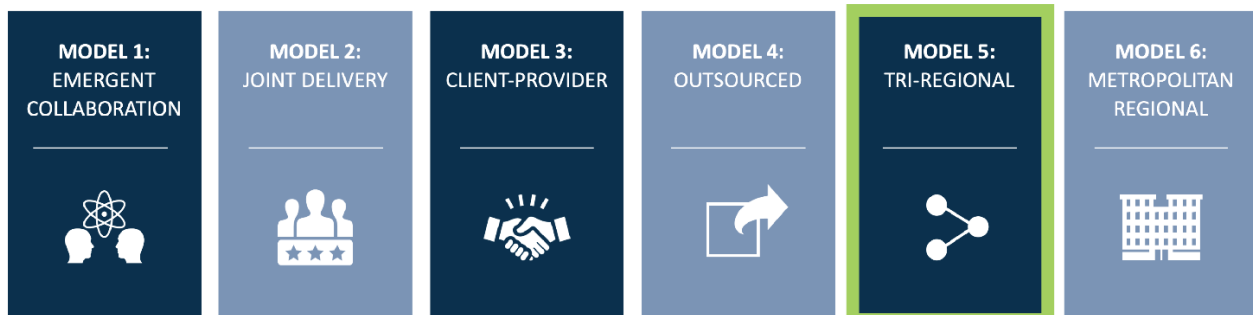 MODEL 1:
EMERGENT
COLLABORATION
MODEL 2:
JOINT DELIVERY
MODEL 3:
CLIENT-PROVIDER
MODEL 4:
OUTSOURCED
MODEL 5:
TRI-REGIONAL
MODEL 6:
METROPOLITAN
REGIONAL